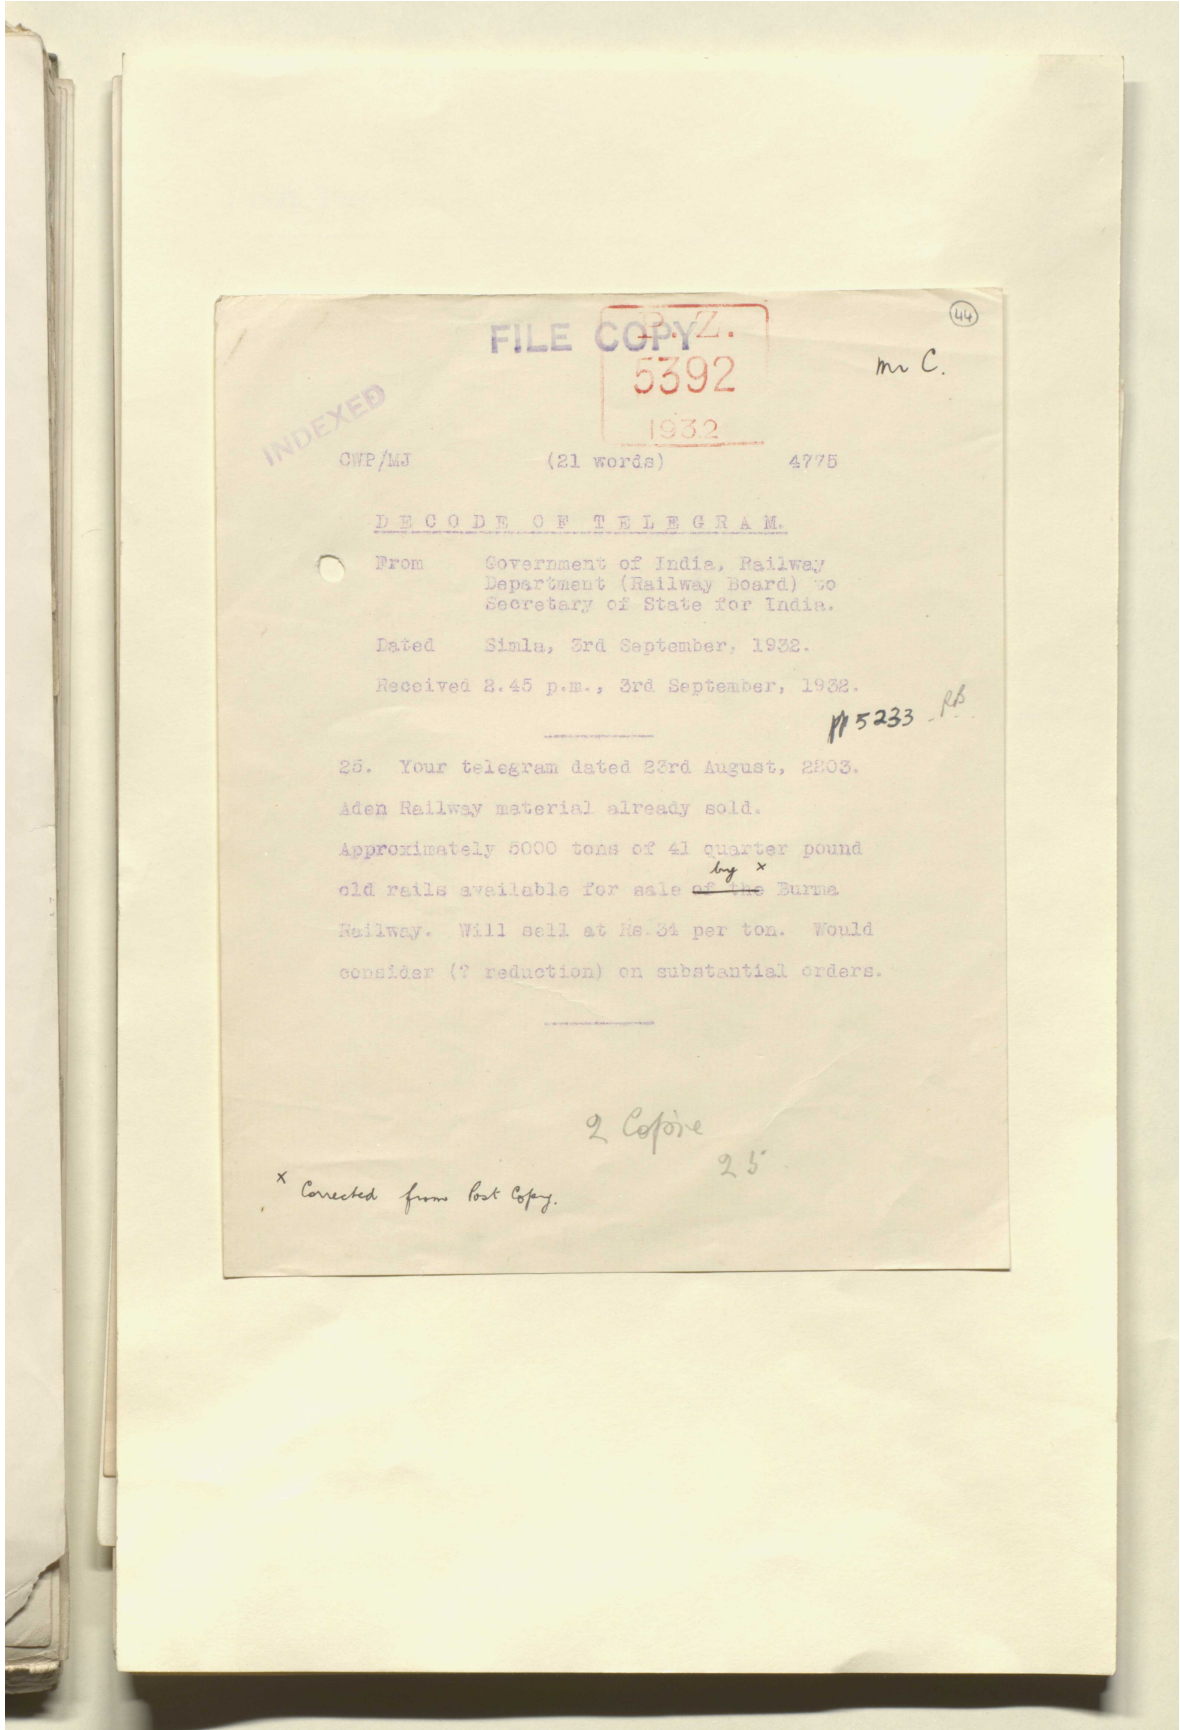 44
FILE COPY
P. Z.
5392
1932
INDEXED
Mr C.
CWP/MJ (21 words) 4775
DECODE OF TELEGRAM.
From Government of India, Railway
Department (Railway Board) to
Secretary of State for India.
Dated Simla, 3rd September, 1932.
Received 2.45 p.m., 3rd September, 1932.
5233
25. Your telegram dated 23rd August, 2203.
Aden Railway material already sold.
Approximately 5000 tons of 41 quarter pound
by x
old rails available for sale of the Burma
Railway. Will sell at Rs.34 per ton. Would
consider (? reduction) on substantial orders.
2 Copies
25
x Corrected from Post Copy.